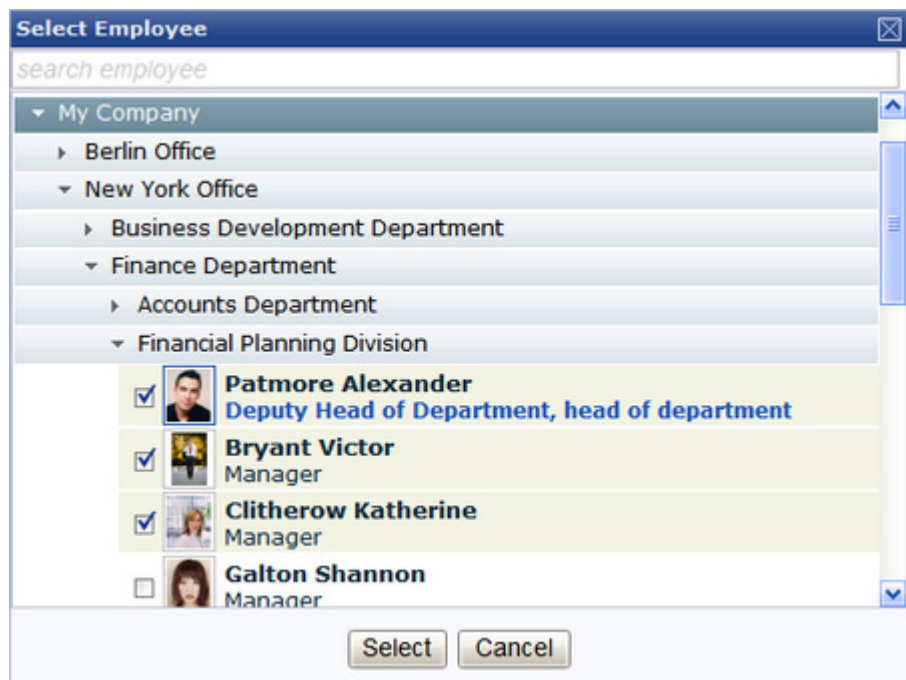 Select Employee
search employee
My Company
Berlin Office
New York Office
Business Development Department
Finance Department
Accounts Department
Financial Planning Division
Patmore Alexander
Deputy Head of Department, head of department
Bryant Victor
Manager
Clitherow Katherine
Manager
Galton Shannon
Manager
Select Cancel